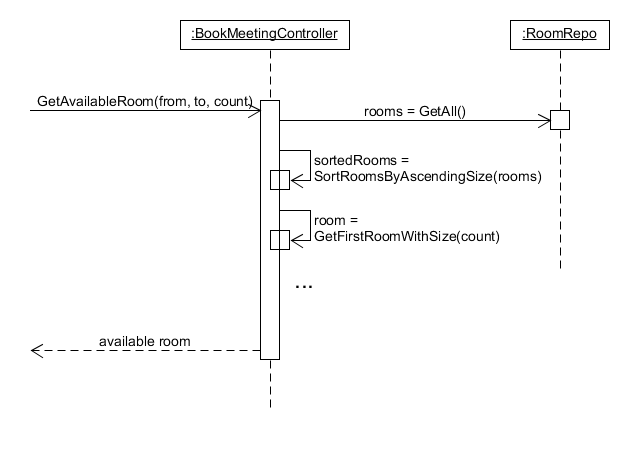 :BookMeetingController
:RoomRepo
GetAvailableRoom(from, to, count)
rooms = GetAll()
sortedRooms =
SortRoomsByAscendingSize(rooms)
room =
GetFirstRoomWithSize(count)
...
available room